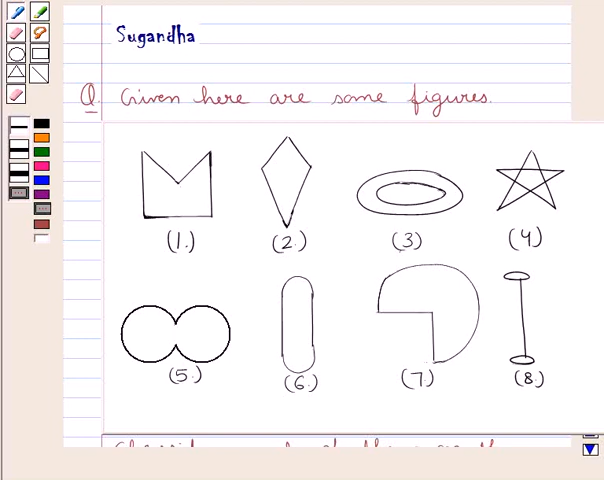 Sugandha
Q. Given here are some figures.
(1.) (2.) (3) (4)
(5.) (6.) (7.) (8.)